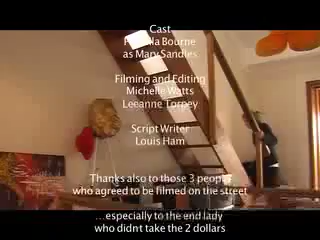 Cast
Bourne
as Mary Sandles
Filming and Editing
Michelle Watts
Leeanne Torpey
Script Writer
Louis Ham
Thanks also to those 3 people
who agreed to be filmed on the street
...especially to the end lady
who didnt take the 2 dollars